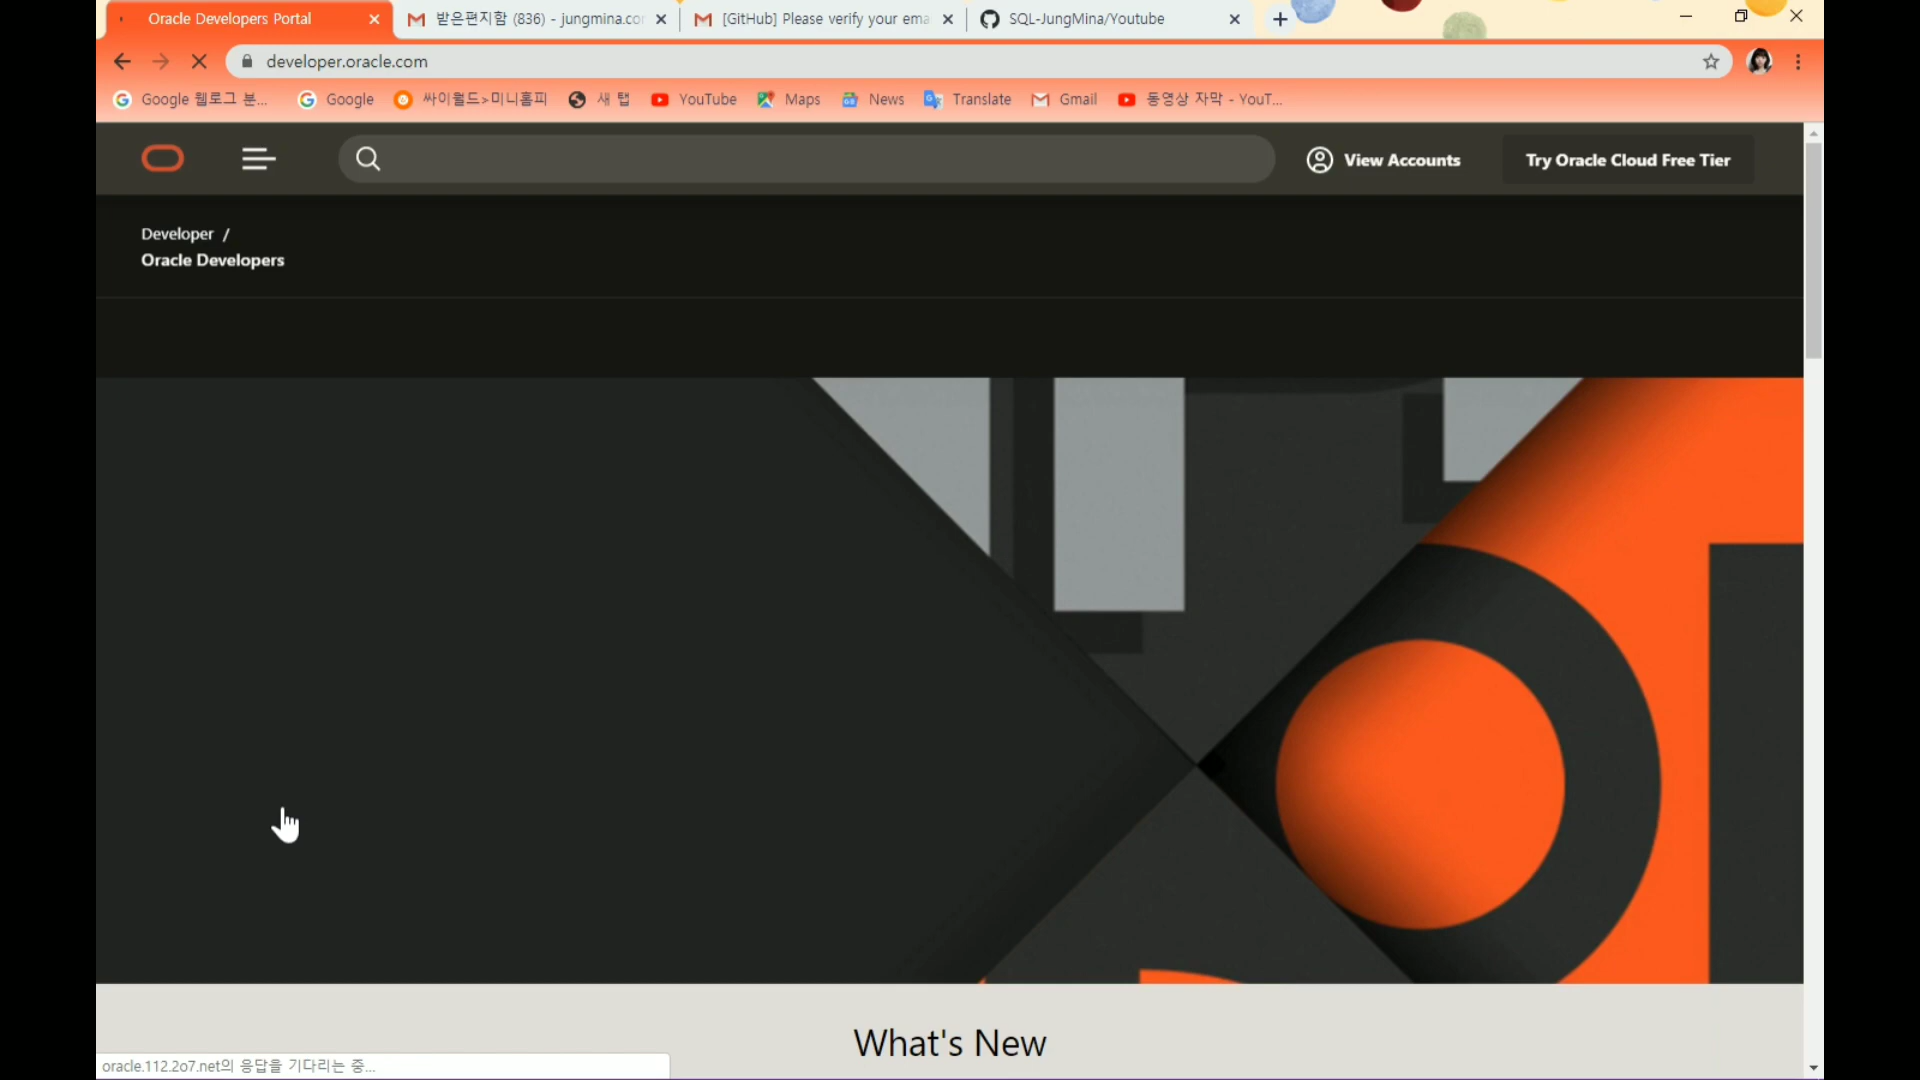 Oracle Developers Portal
받은편지함 (836) - jungmina.cor
[GitHub] Please verify your ema
SQL-JungMina/Youtube
developer.oracle.com
Google 웹로그 분...
Google
싸이월드>미니홈피
새 탭
YouTube
Maps
News
Translate
Gmail
동영상 자막 - YouT...
View Accounts
Try Oracle Cloud Free Tier
Developer /
Oracle Developers
What's New
oracle.112.2o7.net의 응답을 기다리는 중...